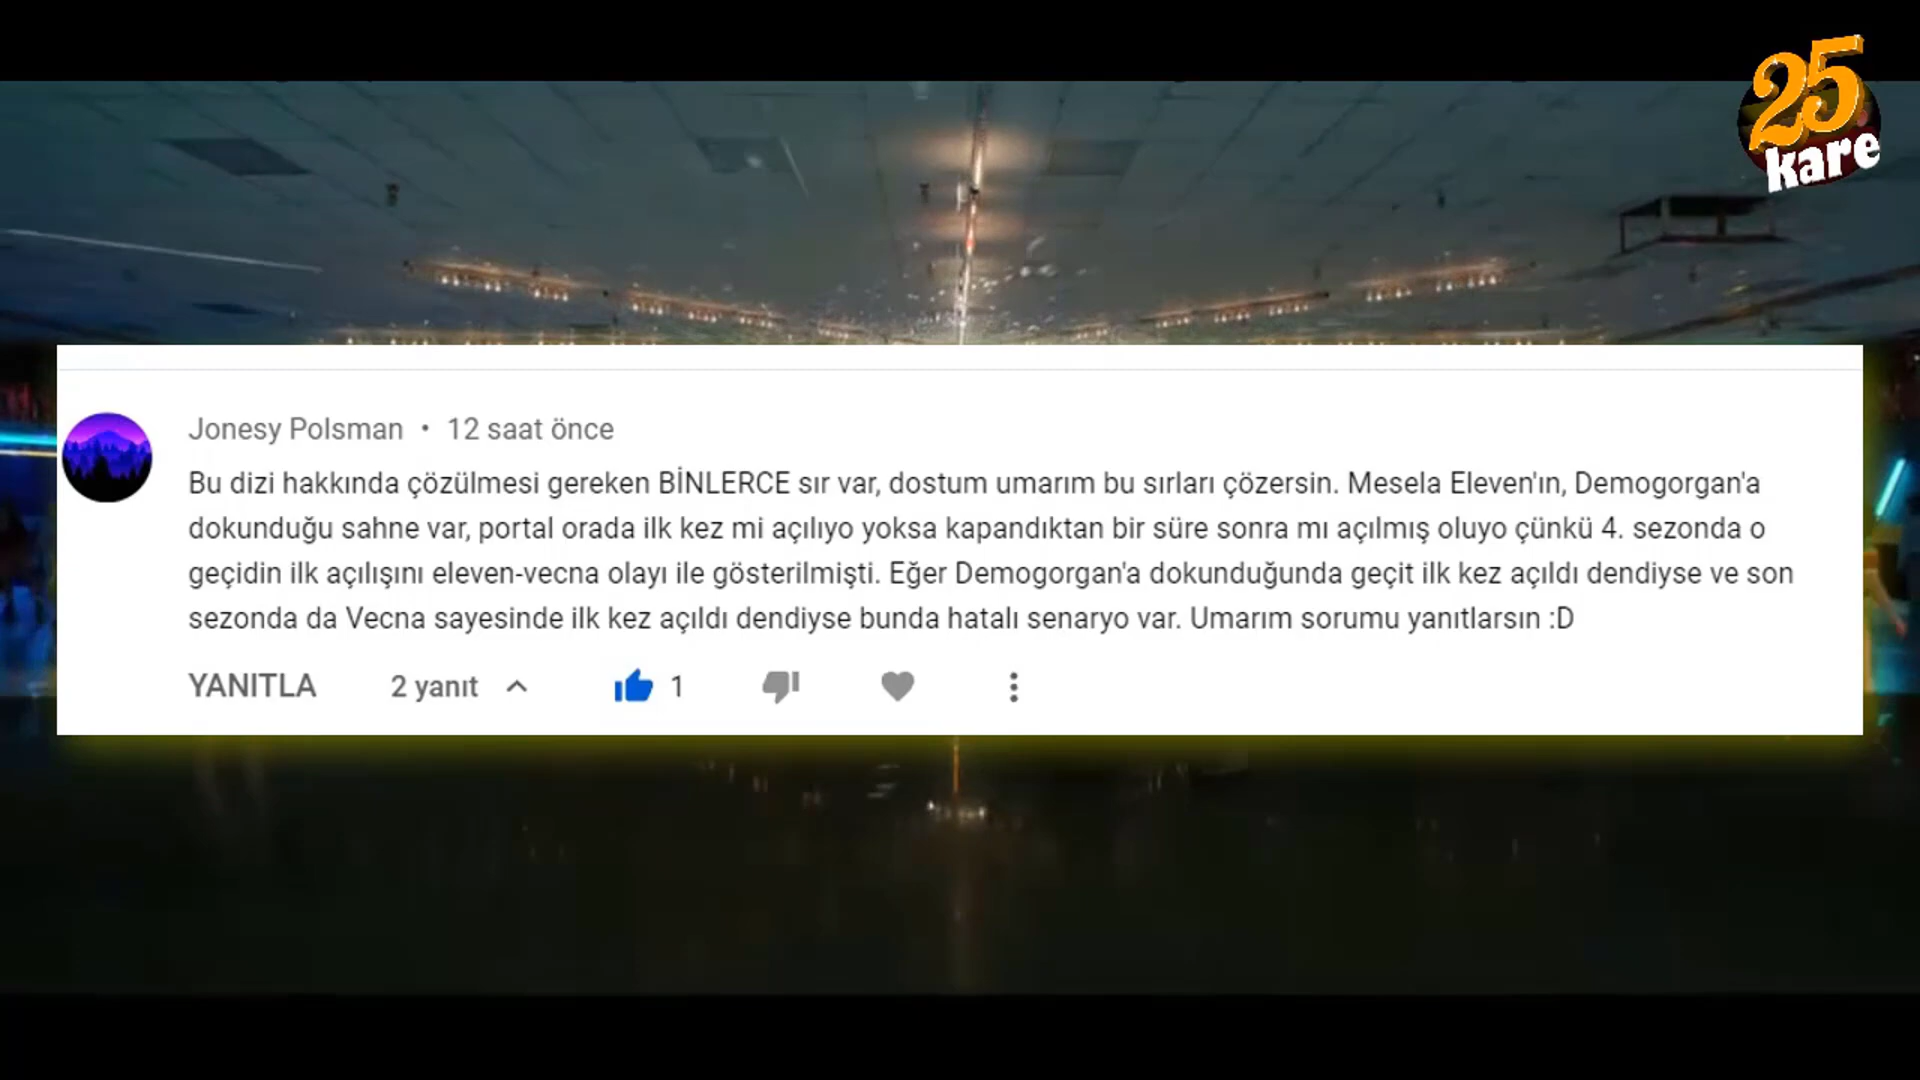 25
kare
Jonesy Polsman • 12 saat önce
Bu dizi hakkında çözülmesi gereken BİNLERCE sır var, dostum umarım bu sırları çözersin. Mesela Eleven'ın, Demogorgan'a
dokunduğu sahne var, portal orada ilk kez mi açılıyo yoksa kapandıktan bir süre sonra mı açılmış oluyo çünkü 4. sezonda o
geçidin ilk açılışını eleven-vecna olayı ile gösterilmişti. Eğer Demogorgan'a dokunduğunda geçit ilk kez açıldı dendiyse ve son
sezonda da Vecna sayesinde ilk kez açıldı dendiyse bunda hatalı senaryo var. Umarım sorumu yanıtlarsın :D
YANITLA 2 yanıt 1